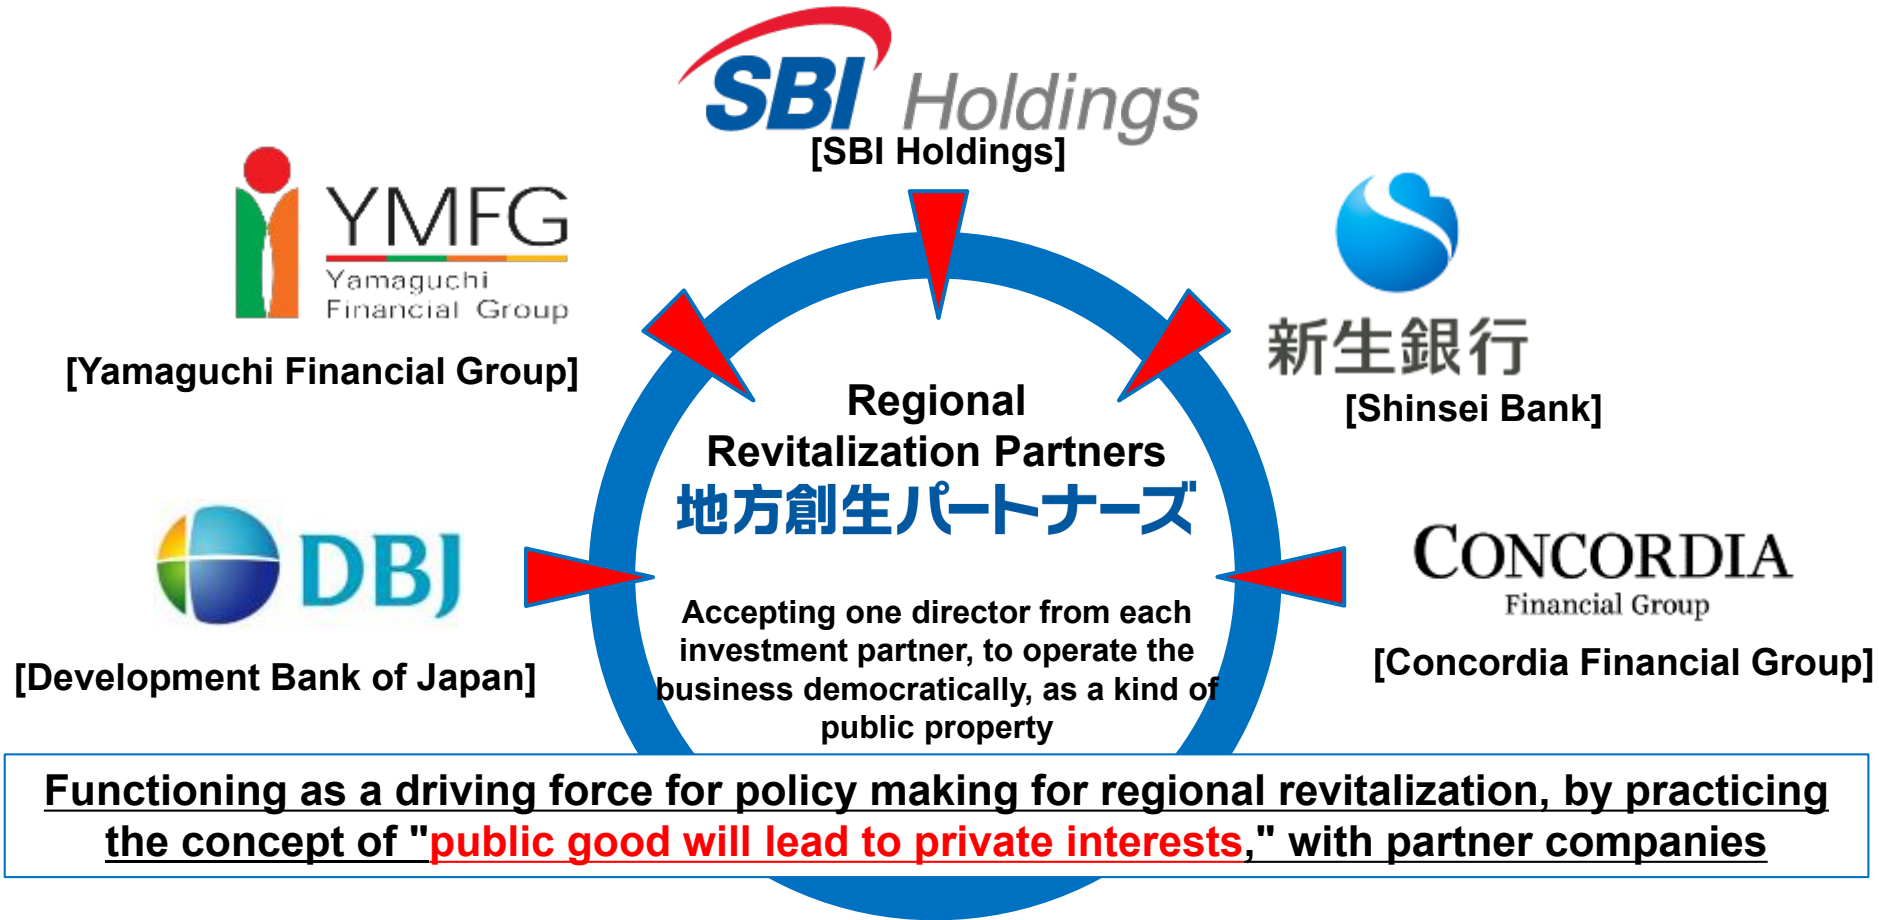 SBI Holdings
[SBI Holdings]
YMFG
Yamaguchi
Financial Group
[Yamaguchi Financial Group]
新生銀行
[Shinsei Bank]
Regional
Revitalization Partners
地方創生パートナーズ
DBJ
[Development Bank of Japan]
CONCORDIA
Financial Group
[Concordia Financial Group]
Accepting one director from each
investment partner, to operate the
business democratically, as a kind of
public property
Functioning as a driving force for policy making for regional revitalization, by practicing
the concept of "public good will lead to private interests," with partner companies